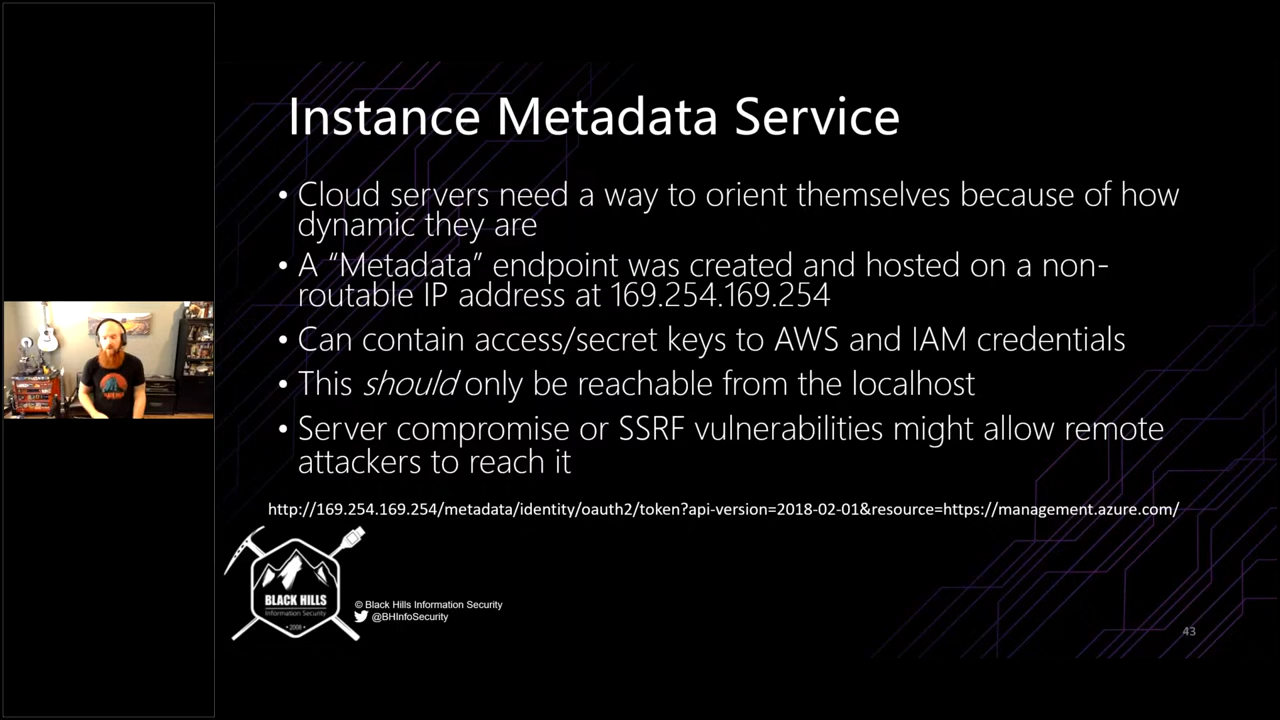 Instance Metadata Service
• Cloud servers need a way to orient themselves because of how
dynamic they are
• A “Metadata” endpoint was created and hosted on a non-
routable IP address at 169.254.169.254
• Can contain access/secret keys to AWS and IAM credentials
• This should only be reachable from the localhost
• Server compromise or SSRF vulnerabilities might allow remote
attackers to reach it
http://169.254.169.254/metadata/identity/oauth2/token?api-version=2018-02-01&resource=https://management.azure.com/
BLACK HILLS
Information Security
• 2008 •
© Black Hills Information Security
@BHInfoSecurity
43